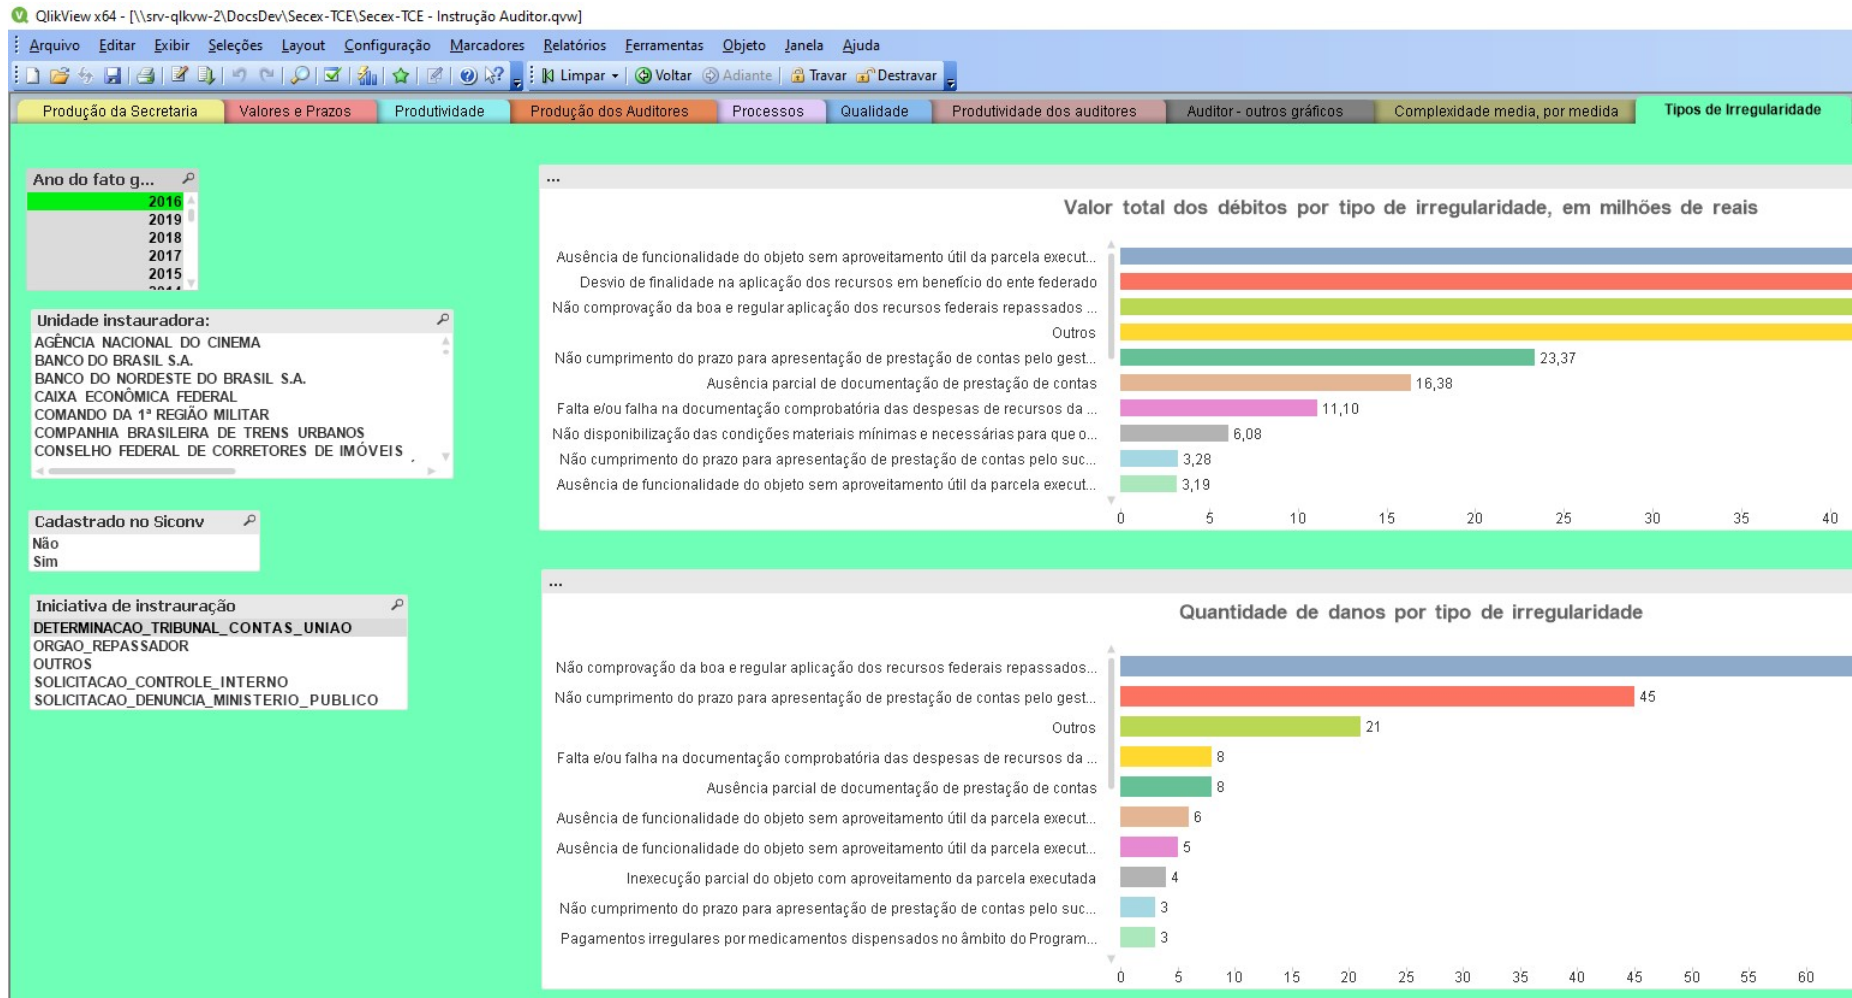 QlikView x64 - [\\srv-qlkvw-2\DocsDev\Secex-TCE\Secex-TCE - Instrução Auditor.qvw]
Arquivo Editar Exibir Seleções Layout Configuração Marcadores Relatórios Ferramentas Objeto Janela Ajuda
Limpar Voltar Adiante Travar Destravar
Produção da Secretaria Valores e Prazos Produtividade Produção dos Auditores Processos Qualidade Produtividade dos auditores Auditor - outros gráficos Complexidade media, por medida Tipos de Irregularidade
Ano do fato g...
2016
2019
2018
2017
2015
2014
Unidade instauradora:
AGÊNCIA NACIONAL DO CINEMA
BANCO DO BRASIL S.A.
BANCO DO NORDESTE DO BRASIL S.A.
CAIXA ECONÔMICA FEDERAL
COMANDO DA 1ª REGIÃO MILITAR
COMPANHIA BRASILEIRA DE TRENS URBANOS
CONSELHO FEDERAL DE CORRETORES DE IMÓVEIS
Cadastrado no Siconv
Não
Sim
Iniciativa de instrauração
DETERMINACAO_TRIBUNAL_CONTAS_UNIAO
ORGAO_REPASSADOR
OUTROS
SOLICITACAO_CONTROLE_INTERNO
SOLICITACAO_DENUNCIA_MINISTERIO_PUBLICO
...
Valor total dos débitos por tipo de irregularidade, em milhões de reais
Ausência de funcionalidade do objeto sem aproveitamento útil da parcela execut...
Desvio de finalidade na aplicação dos recursos em benefício do ente federado
Não comprovação da boa e regular aplicação dos recursos federais repassados ...
Outros
Não cumprimento do prazo para apresentação de prestação de contas pelo gest... 23,37
Ausência parcial de documentação de prestação de contas 16,38
Falta e/ou falha na documentação comprobatória das despesas de recursos da ... 11,10
Não disponibilização das condições materiais mínimas e necessárias para que o... 6,08
Não cumprimento do prazo para apresentação de prestação de contas pelo suc... 3,28
Ausência de funcionalidade do objeto sem aproveitamento útil da parcela execut... 3,19
0 5 10 15 20 25 30 35 40
...
Quantidade de danos por tipo de irregularidade
Não comprovação da boa e regular aplicação dos recursos federais repassados...
Não cumprimento do prazo para apresentação de prestação de contas pelo gest... 45
Outros 21
Falta e/ou falha na documentação comprobatória das despesas de recursos da ... 8
Ausência parcial de documentação de prestação de contas 8
Ausência de funcionalidade do objeto sem aproveitamento útil da parcela execut... 6
Ausência de funcionalidade do objeto sem aproveitamento útil da parcela execut... 5
Inexecução parcial do objeto com aproveitamento da parcela executada 4
Não cumprimento do prazo para apresentação de prestação de contas pelo suc... 3
Pagamentos irregulares por medicamentos dispensados no âmbito do Program... 3
0 5 10 15 20 25 30 35 40 45 50 55 60